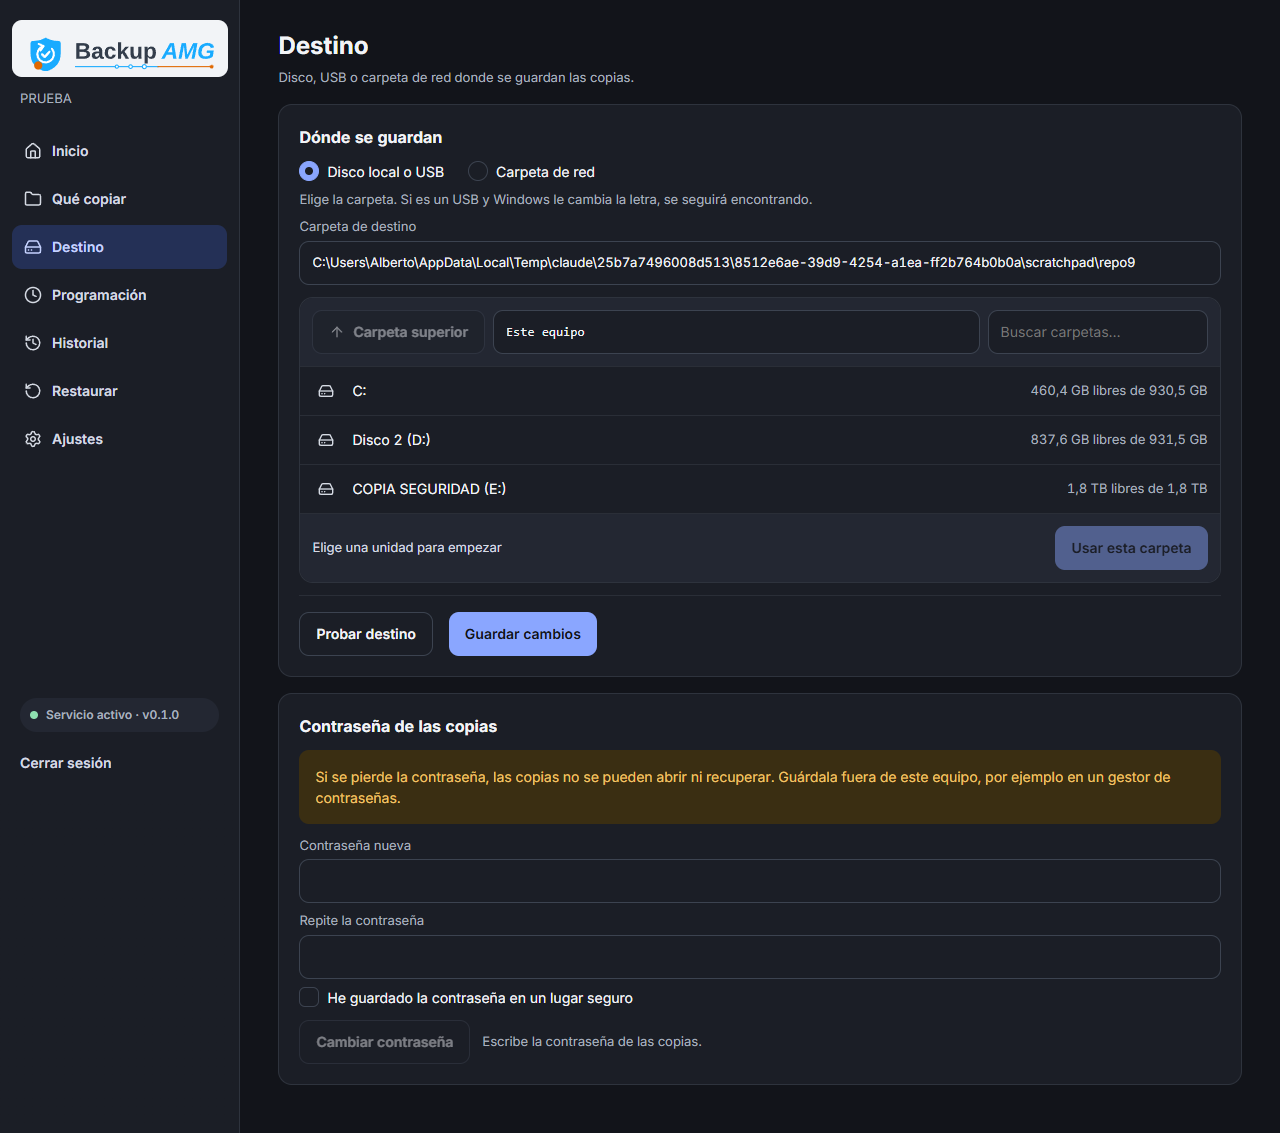 Backup AMG
PRUEBA
Inicio
Qué copiar
Destino
Programación
Historial
Restaurar
Ajustes
Servicio activo · v0.1.0
Cerrar sesión
Destino
Disco, USB o carpeta de red donde se guardan las copias.
Dónde se guardan
Disco local o USB
Carpeta de red
Elige la carpeta. Si es un USB y Windows le cambia la letra, se seguirá encontrando.
Carpeta de destino
C:\Users\Alberto\AppData\Local\Temp\claude\25b7a7496008d513\8512e6ae-39d9-4254-a1ea-ff2b764b0b0a\scratchpad\repo9
Carpeta superior
Este equipo
Buscar carpetas...
C:
460,4 GB libres de 930,5 GB
Disco 2 (D:)
837,6 GB libres de 931,5 GB
COPIA SEGURIDAD (E:)
1,8 TB libres de 1,8 TB
Elige una unidad para empezar
Usar esta carpeta
Probar destino
Guardar cambios
Contraseña de las copias
Si se pierde la contraseña, las copias no se pueden abrir ni recuperar. Guárdala fuera de este equipo, por ejemplo en un gestor de
contraseñas.
Contraseña nueva
Repite la contraseña
He guardado la contraseña en un lugar seguro
Cambiar contraseña
Escribe la contraseña de las copias.